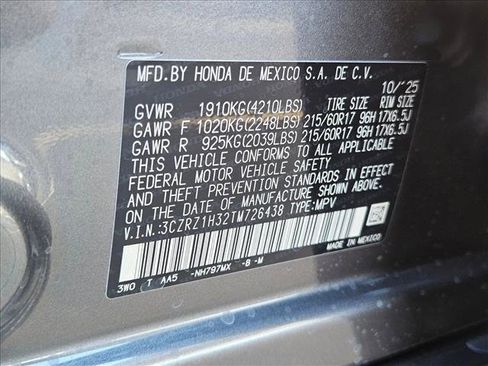 MFD.BY HONDA DE MEXICO S.A. DE C.V.
10/'25
GVWR 1910KG(4210LBS) TIRE SIZE RIM SIZE
GAWR F 1020KG(2248LBS) 215/60R17 96H 17X6.5J
GAWR R 925KG(2039LBS) 215/60R17 96H 17X6.5J
THIS VEHICLE CONFORMS TO ALL APPLICABLE
FEDERAL MOTOR VEHICLE SAFETY, BUMPER, AND
THEFT PREVENTION STANDARDS IN EFFECT ON
THE DATE OF MANUFACTURE SHOWN ABOVE.
V.I.N.:3CZRZ1H32TM726438 TYPE:MPV
3W0 T AA5 -NH797MX -B -M
MADE IN MEXICO